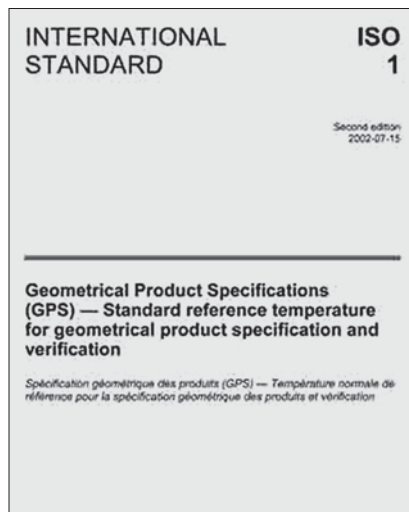 INTERNATIONAL STANDARD
ISO 1
Second edition
2002-07-15
Geometrical Product Specifications
(GPS) — Standard reference temperature
for geometrical product specification and
verification
Spécification géométrique des produits (GPS) — Température normale de
référence pour la spécification géométrique des produits et vérification